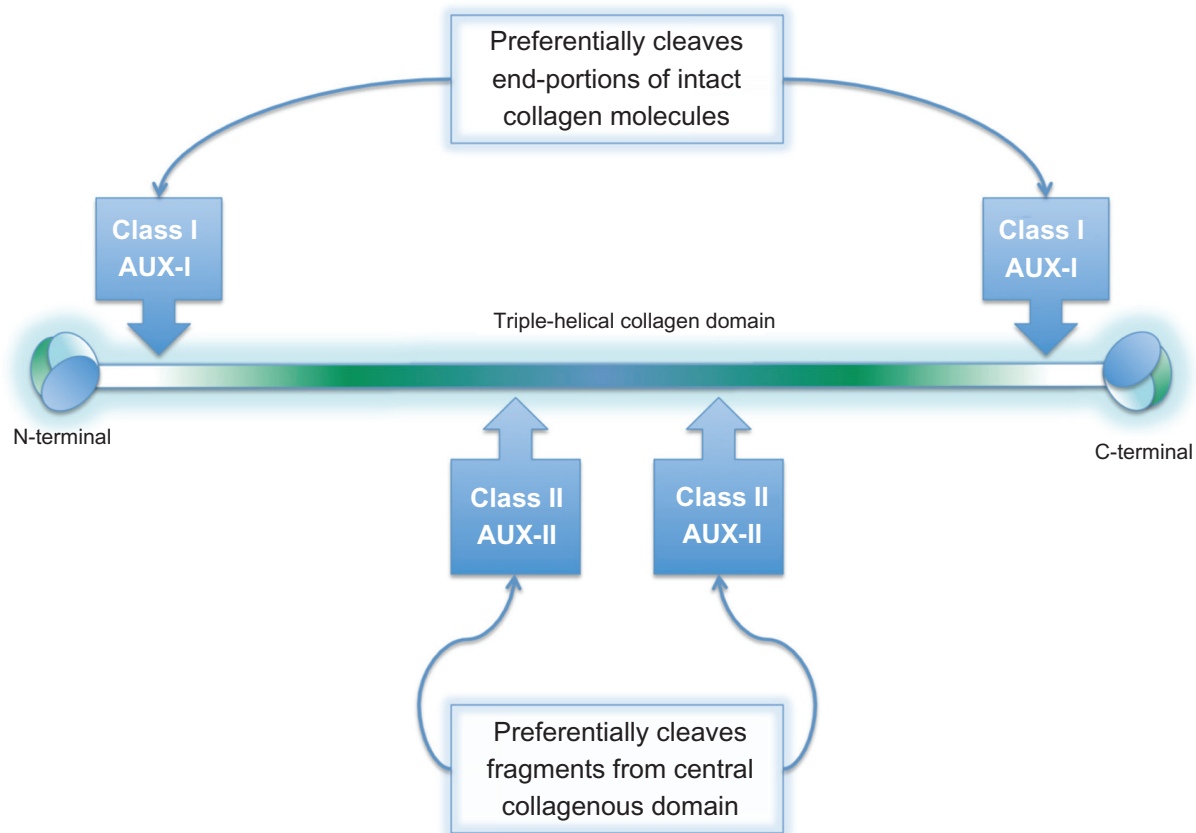 Preferentially cleaves
end-portions of intact
collagen molecules
Class I
AUX-I
Class I
AUX-I
Triple-helical collagen domain
N-terminal
C-terminal
Class II
AUX-II
Class II
AUX-II
Preferentially cleaves
fragments from central
collagenous domain